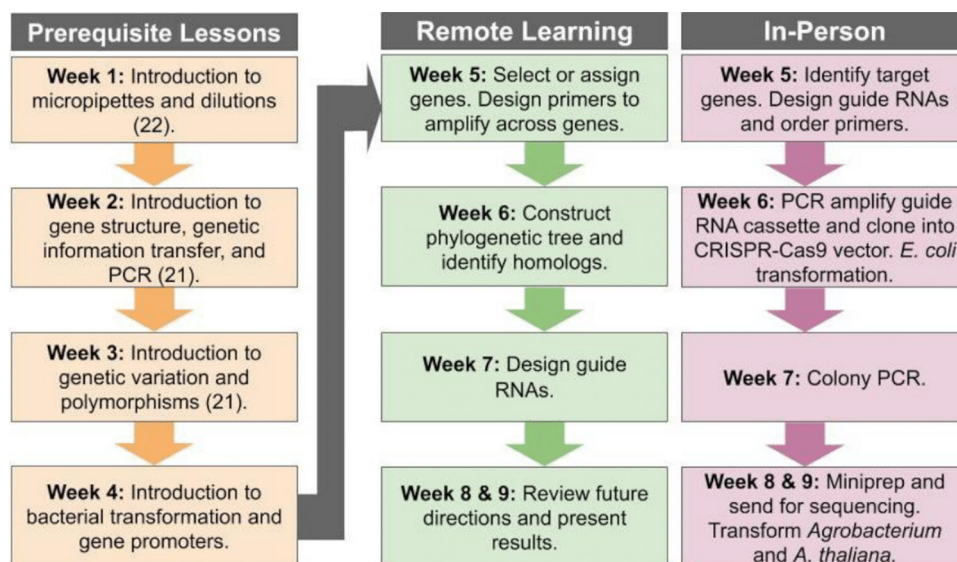 Prerequisite Lessons
Week 1: Introduction to
micropipettes and dilutions
(22).
Week 2: Introduction to
gene structure, genetic
information transfer, and
PCR (21).
Week 3: Introduction to
genetic variation and
polymorphisms (21).
Week 4: Introduction to
bacterial transformation and
gene promoters.
Remote Learning
Week 5: Select or assign
genes. Design primers to
amplify across genes.
Week 6: Construct
phylogenetic tree and
identify homologs.
Week 7: Design guide
RNAs.
Week 8 & 9: Review future
directions and present
results.
In-Person
Week 5: Identify target
genes. Design guide RNAs
and order primers.
Week 6: PCR amplify guide
RNA cassette and clone into
CRISPR-Cas9 vector. E. coli
transformation.
Week 7: Colony PCR.
Week 8 & 9: Miniprep and
send for sequencing.
Transform Agrobacterium
and A. thaliana.